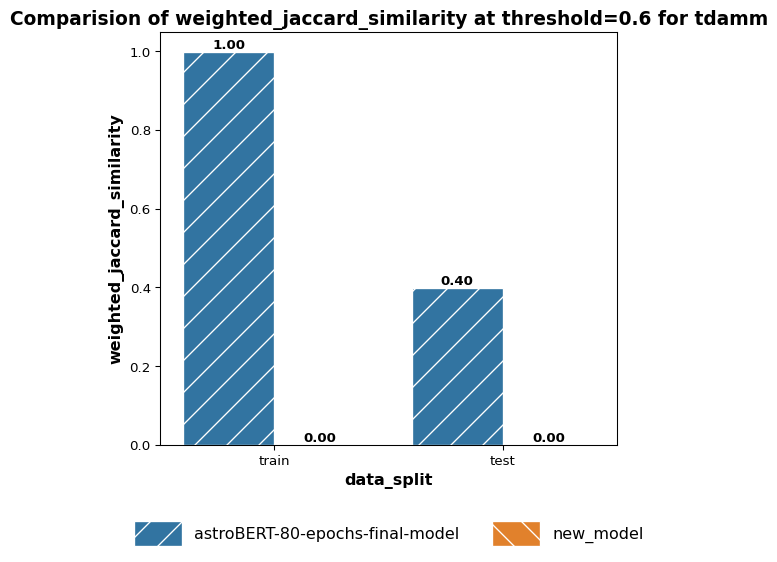 Comparision of weighted_jaccard_similarity at threshold=0.6 for tdamm
weighted_jaccard_similarity
1.0
0.8
0.6
0.4
0.2
0.0
1.00
0.00
0.40
0.00
train
test
data_split
astroBERT-80-epochs-final-model
new_model